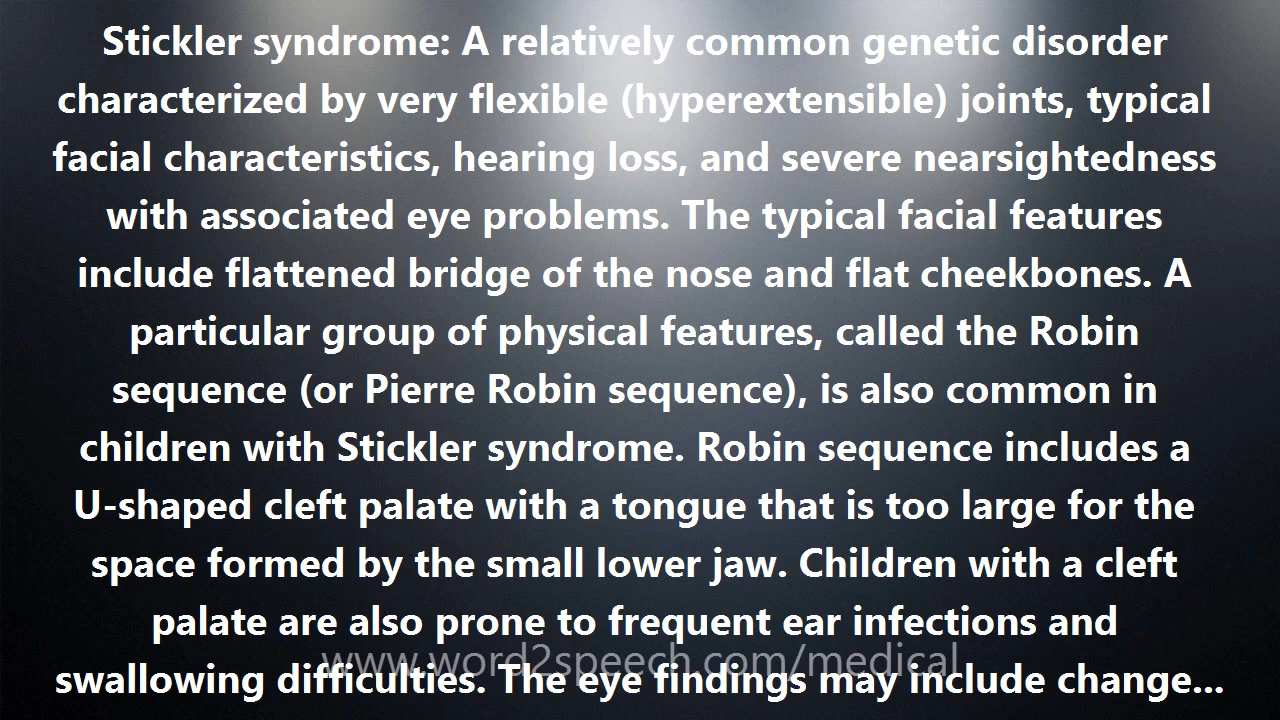 Stickler syndrome: A relatively common genetic disorder
characterized by very flexible (hyperextensible) joints, typical
facial characteristics, hearing loss, and severe nearsightedness
with associated eye problems. The typical facial features
include flattened bridge of the nose and flat cheekbones. A
particular group of physical features, called the Robin
sequence (or Pierre Robin sequence), is also common in
children with Stickler syndrome. Robin sequence includes a
U-shaped cleft palate with a tongue that is too large for the
space formed by the small lower jaw. Children with a cleft
palate are also prone to frequent ear infections and
www.word2speech.com/medical
swallowing difficulties. The eye findings may include change...